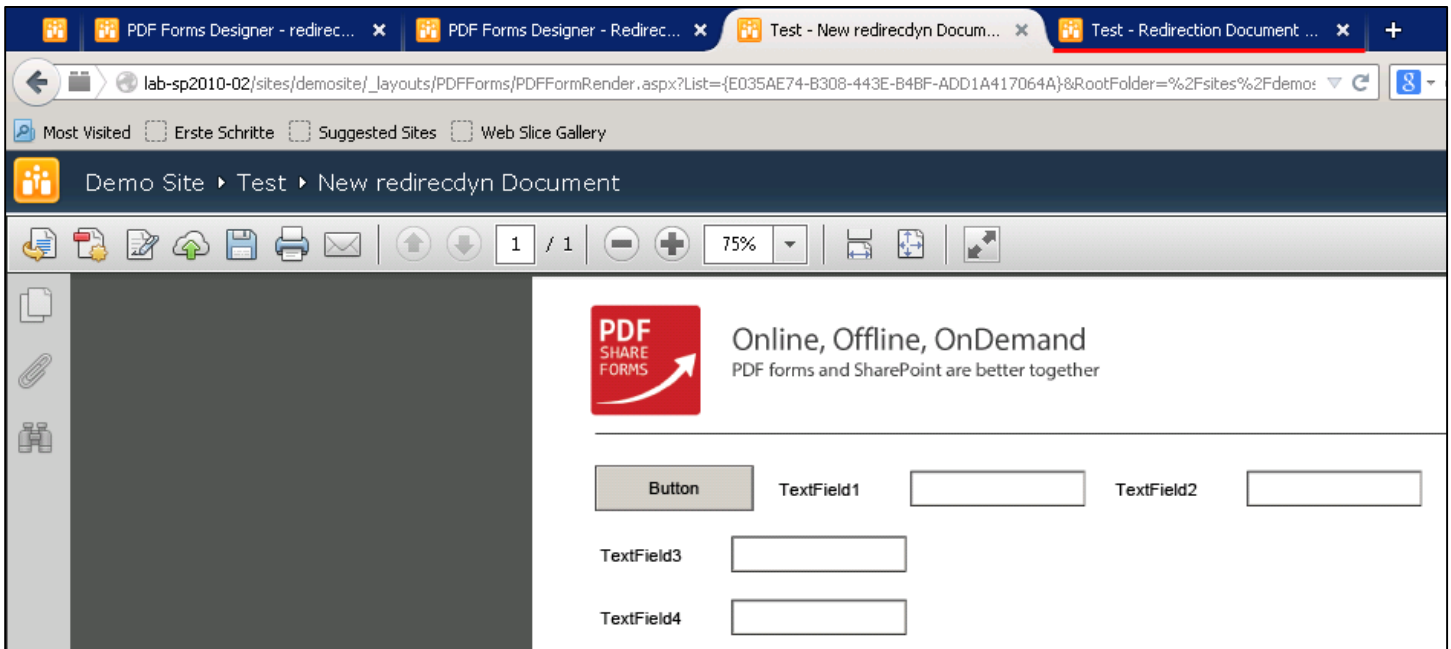 PDF Forms Designer - redirec... PDF Forms Designer - Redirec... Test - New redirecdyn Docum... Test - Redirection Document ...
lab-sp2010-02/sites/demosite/_layouts/PDFForms/PDFFormRender.aspx?List={E035AE74-B308-443E-B4BF-ADD1A417064A}&RootFolder=%2Fsites%2Fdemos 8
Most Visited Erste Schritte Suggested Sites Web Slice Gallery
Demo Site Test New redirecdyn Document
1 / 1 75%
PDF
SHARE
FORMS
Online, Offline, OnDemand
PDF forms and SharePoint are better together
Button TextField1 TextField2
TextField3
TextField4